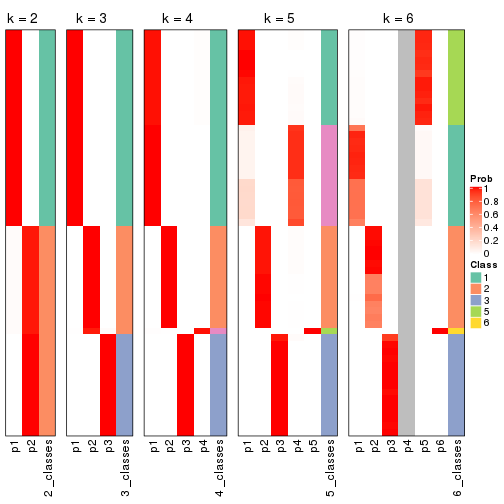 k = 2 k = 3 k = 4 k = 5 k = 6
Prob
1
0.8
0.6
0.4
0.2
0
Class
1
2
3
5
6
p1 p2 2_classes p1 p2 p3 3_classes p1 p2 p3 p4 4_classes p1 p2 p3 p4 p5 5_classes p1 p2 p3 p4 p5 p6 6_classes